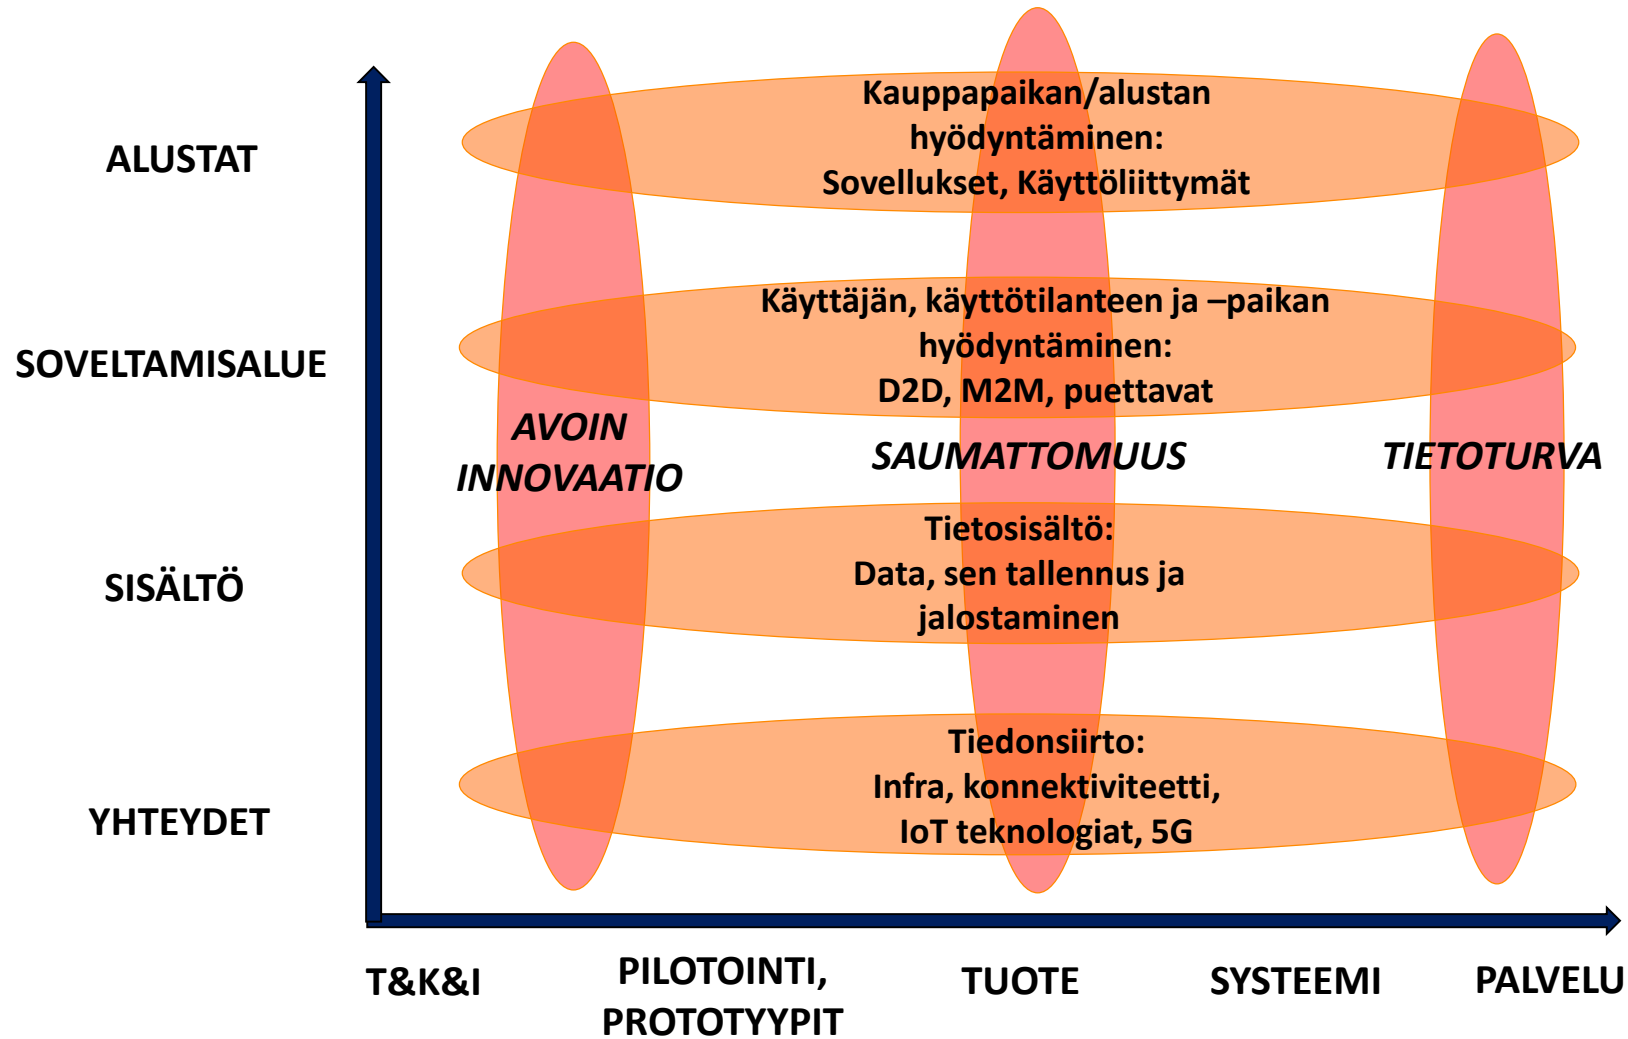 Kauppapaikan/alustan
hyödyntäminen:
Sovellukset, Käyttöliittymät
ALUSTAT
Käyttäjän, käyttötilanteen ja –paikan
hyödyntäminen:
D2D, M2M, puettavat
SOVELTAMISALUE
AVOIN
INNOVAATIO
SAUMATTOMUUS
TIETOTURVA
Tietosisältö:
Data, sen tallennus ja
jalostaminen
SISÄLTÖ
Tiedonsiirto:
Infra, konnektiviteetti,
IoT teknologiat, 5G
YHTEYDET
T&K&I
PILOTOINTI,
PROTOTYYPIT
TUOTE
SYSTEEMI
PALVELU